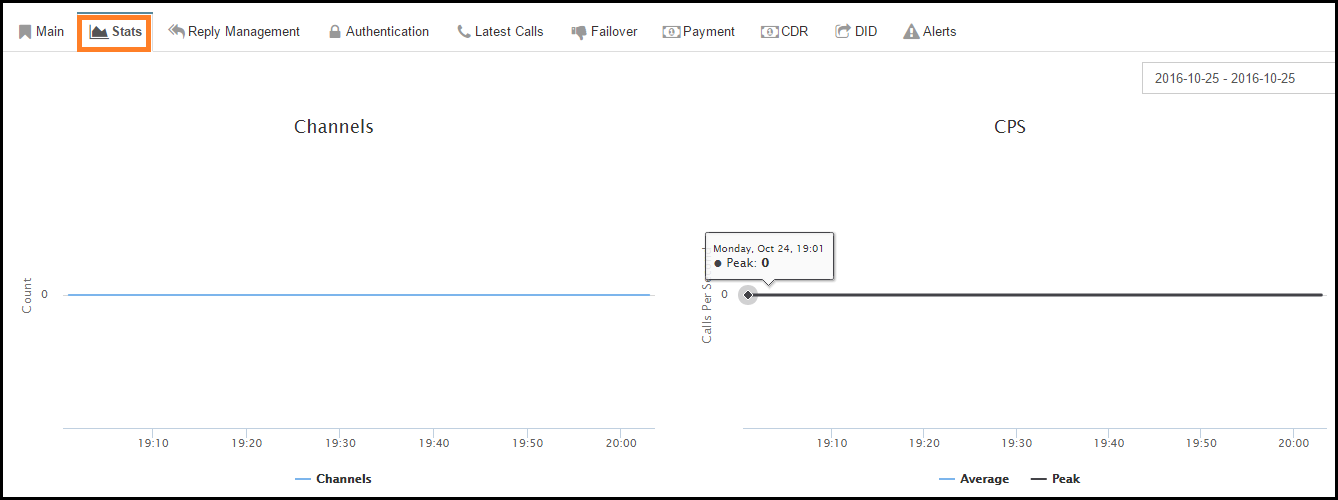 Main Stats Reply Management Authentication Latest Calls Failover Payment CDR DID Alerts
2016-10-25 - 2016-10-25
Channels
Count
0
19:10 19:20 19:30 19:40 19:50 20:00
Channels
CPS
Monday, Oct 24, 19:01
Peak: 0
Calls Per
0
19:10 19:20 19:30 19:40 19:50 20:00
Average Peak